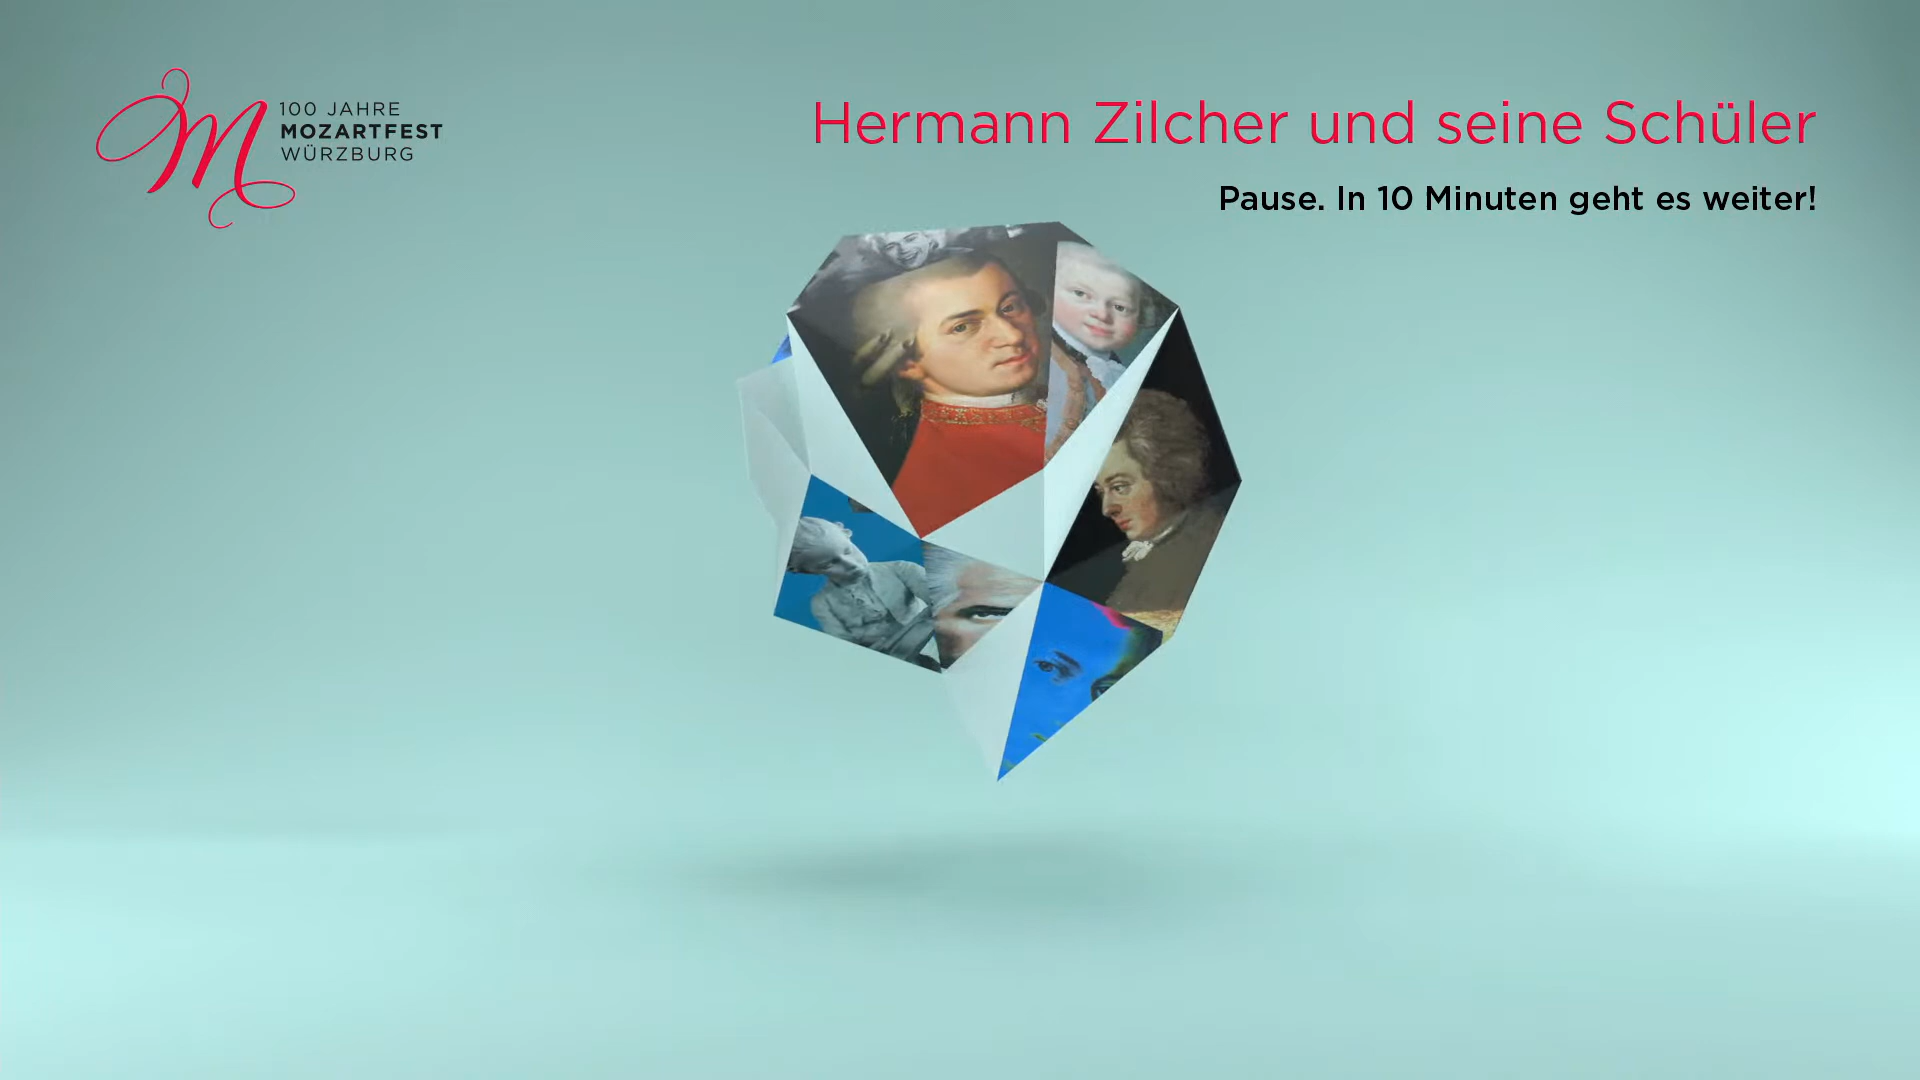 100 JAHRE
MOZARTFEST
WÜRZBURG
Hermann Zilcher und seine Schüler
Pause. In 10 Minuten geht es weiter!